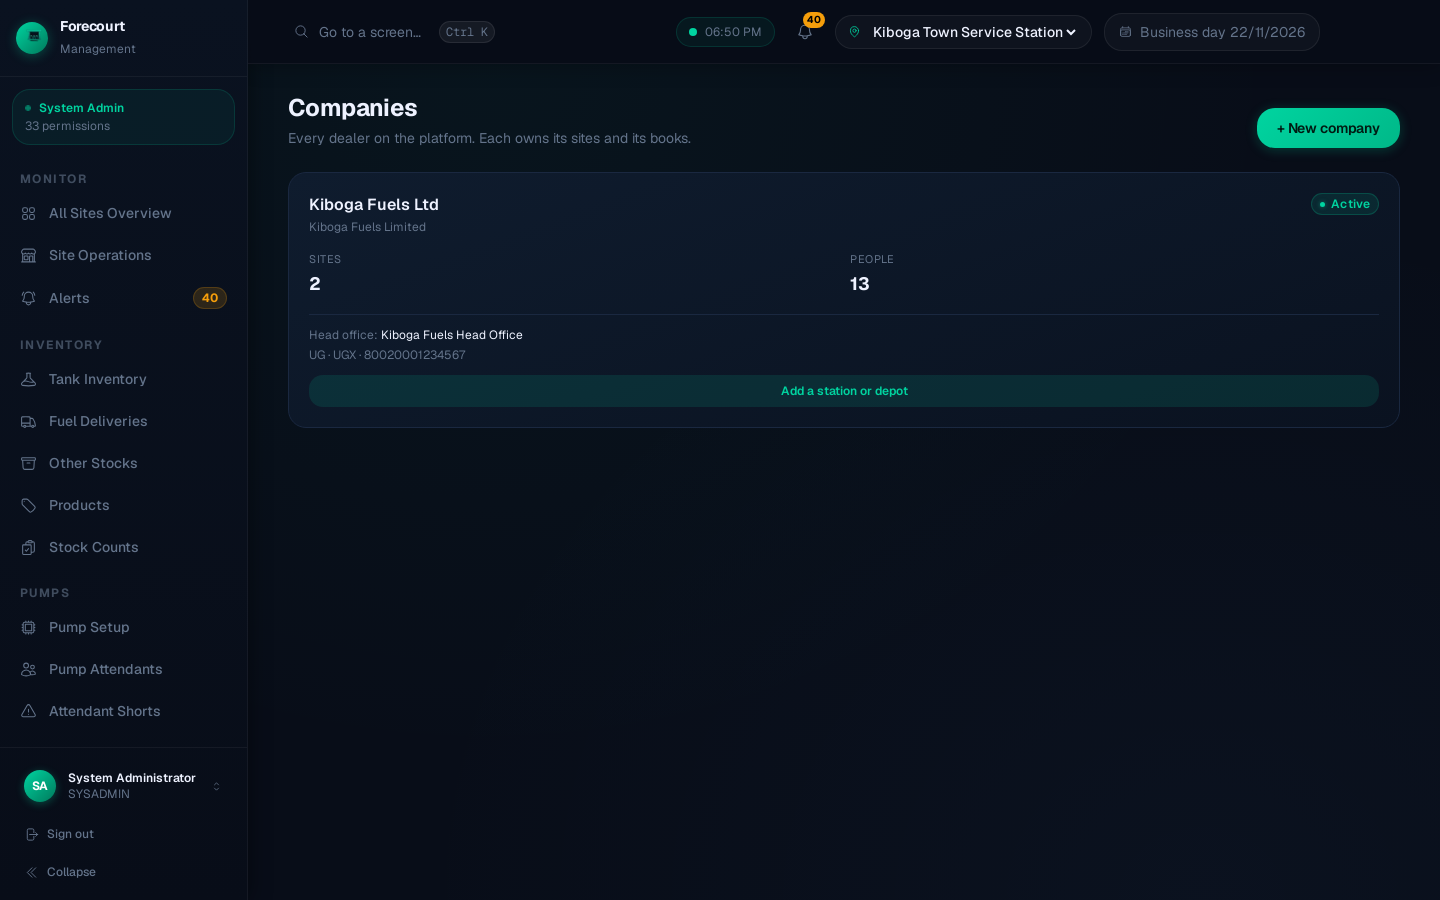 Forecourt
Management
System Admin
33 permissions
MONITOR
All Sites Overview
Site Operations
Alerts
40
INVENTORY
Tank Inventory
Fuel Deliveries
Other Stocks
Products
Stock Counts
PUMPS
Pump Setup
Pump Attendants
Attendant Shorts
SA
System Administrator
SYSADMIN
Sign out
Collapse
Go to a screen...
Ctrl K
06:50 PM
40
Kiboga Town Service Station
Business day 22/11/2026
Companies
Every dealer on the platform. Each owns its sites and its books.
+ New company
Kiboga Fuels Ltd
Active
Kiboga Fuels Limited
SITES
2
PEOPLE
13
Head office: Kiboga Fuels Head Office
UG · UGX · 80020001234567
Add a station or depot